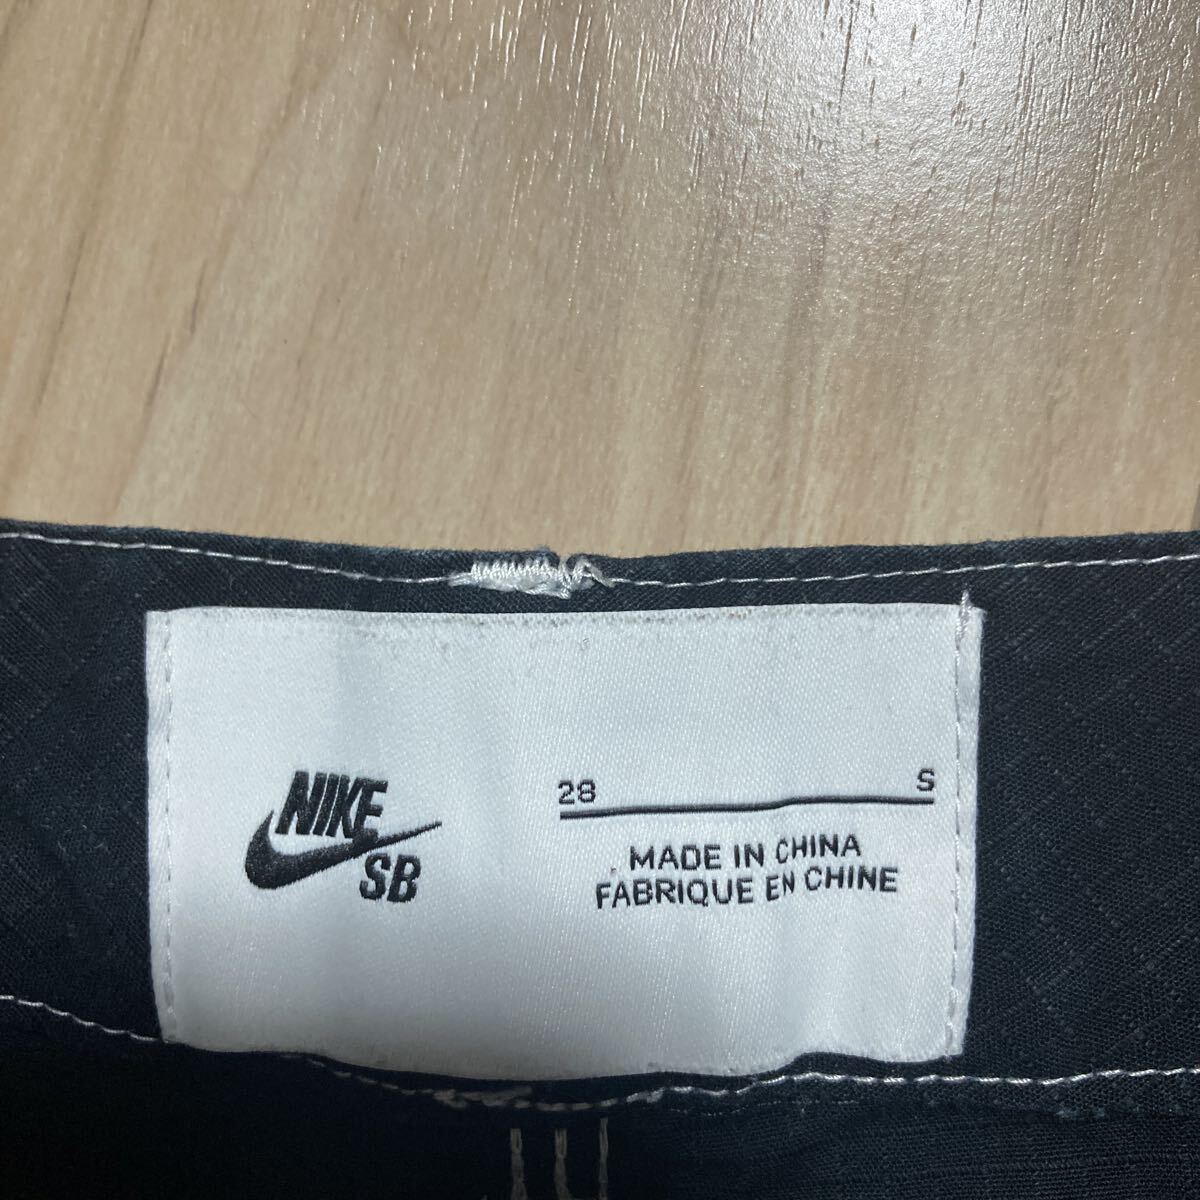 NIKE
SB
28 S
MADE IN CHINA
FABRIQUE EN CHINE